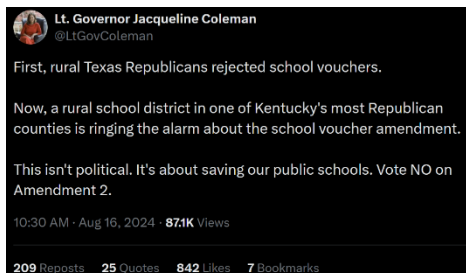 Lt. Governor Jacqueline Coleman
@LtGovColeman
First, rural Texas Republicans rejected school vouchers.
Now, a rural school district in one of Kentucky's most Republican
counties is ringing the alarm about the school voucher amendment.
This isn't political. It's about saving our public schools. Vote NO on
Amendment 2.
10:30 AM · Aug 16, 2024 · 87.1K Views
209 Reposts 25 Quotes 842 Likes 7 Bookmarks